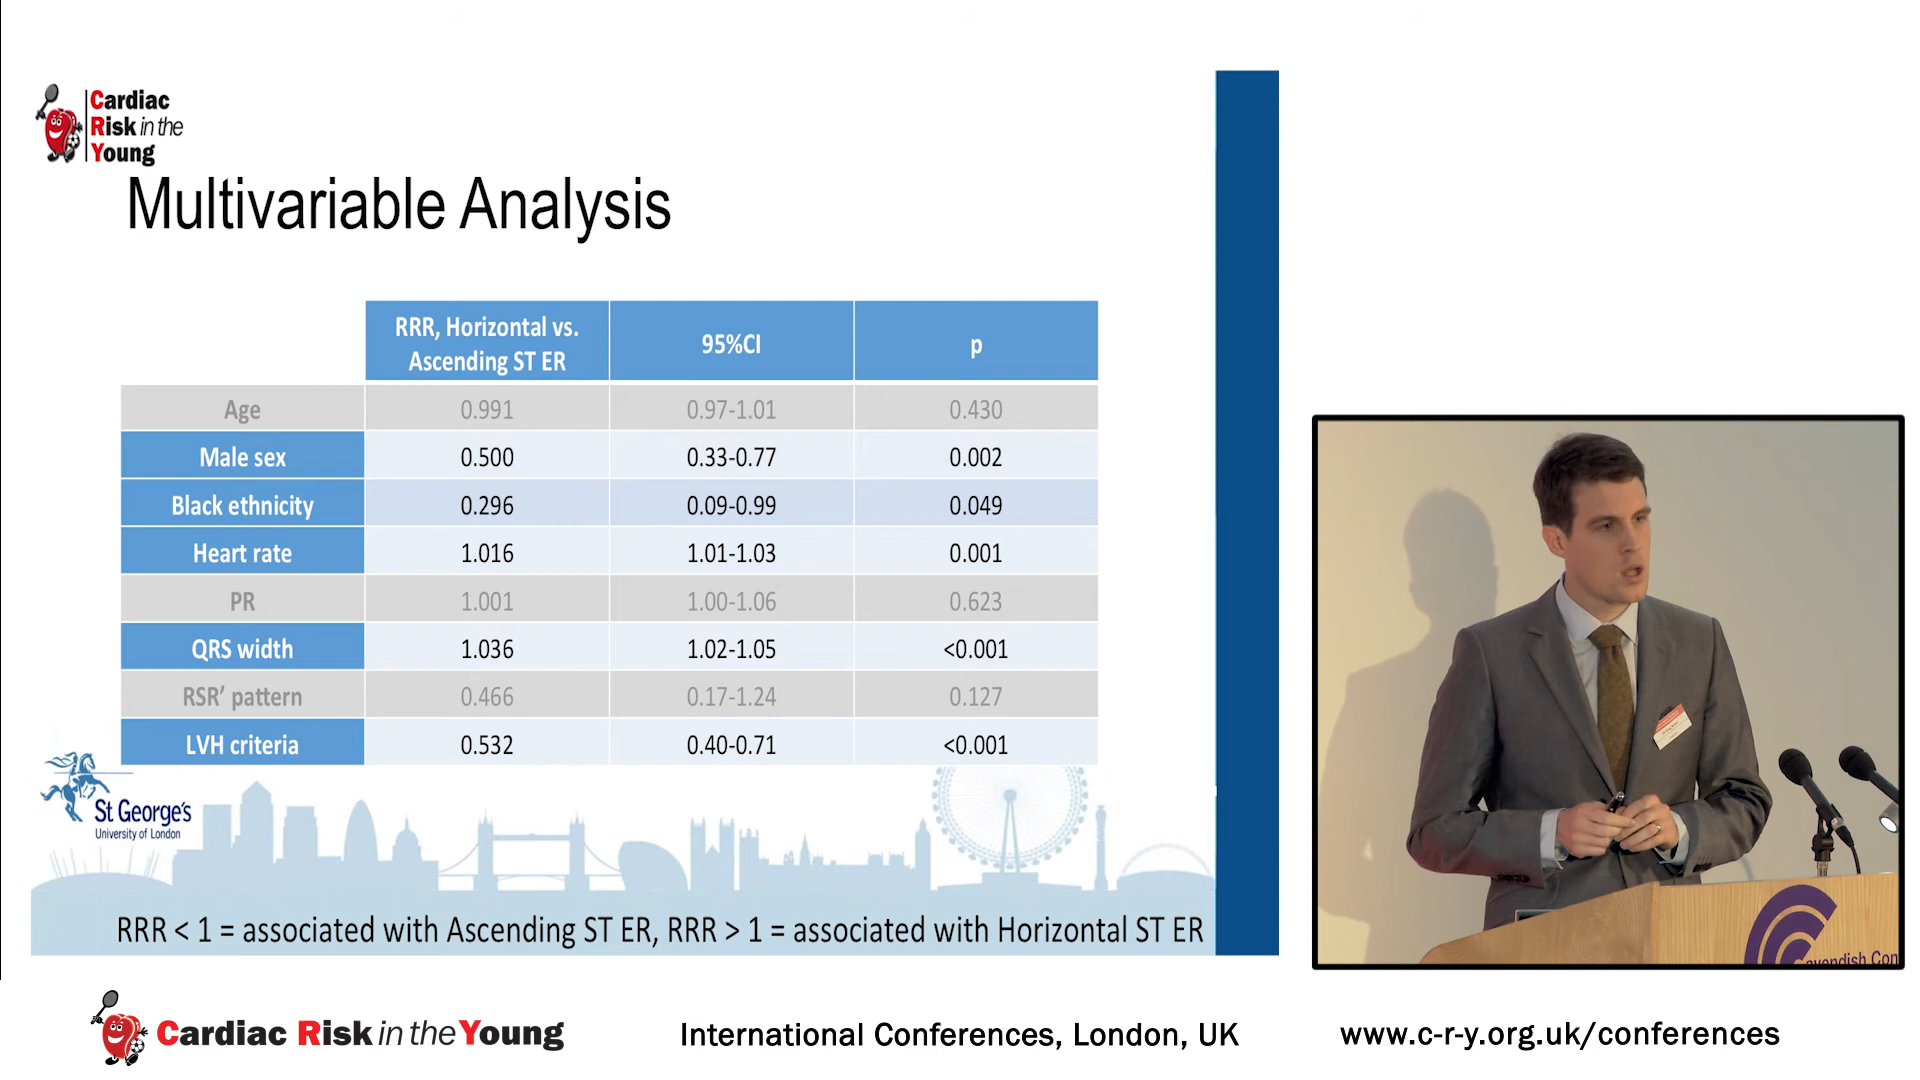 Cardiac
Risk in the
Young
Multivariable Analysis
RRR, Horizontal vs.
Ascending ST ER
95%CI
p
Age 0.991 0.97-1.01 0.430
Male sex 0.500 0.33-0.77 0.002
Black ethnicity 0.296 0.09-0.99 0.049
Heart rate 1.016 1.01-1.03 0.001
PR 1.001 1.00-1.06 0.623
QRS width 1.036 1.02-1.05 <0.001
RSR’ pattern 0.466 0.17-1.24 0.127
LVH criteria 0.532 0.40-0.71 <0.001
St George's
University of London
RRR < 1 = associated with Ascending ST ER, RRR > 1 = associated with Horizontal ST ER
Cardiac Risk in the Young
International Conferences, London, UK
www.c-r-y.org.uk/conferences